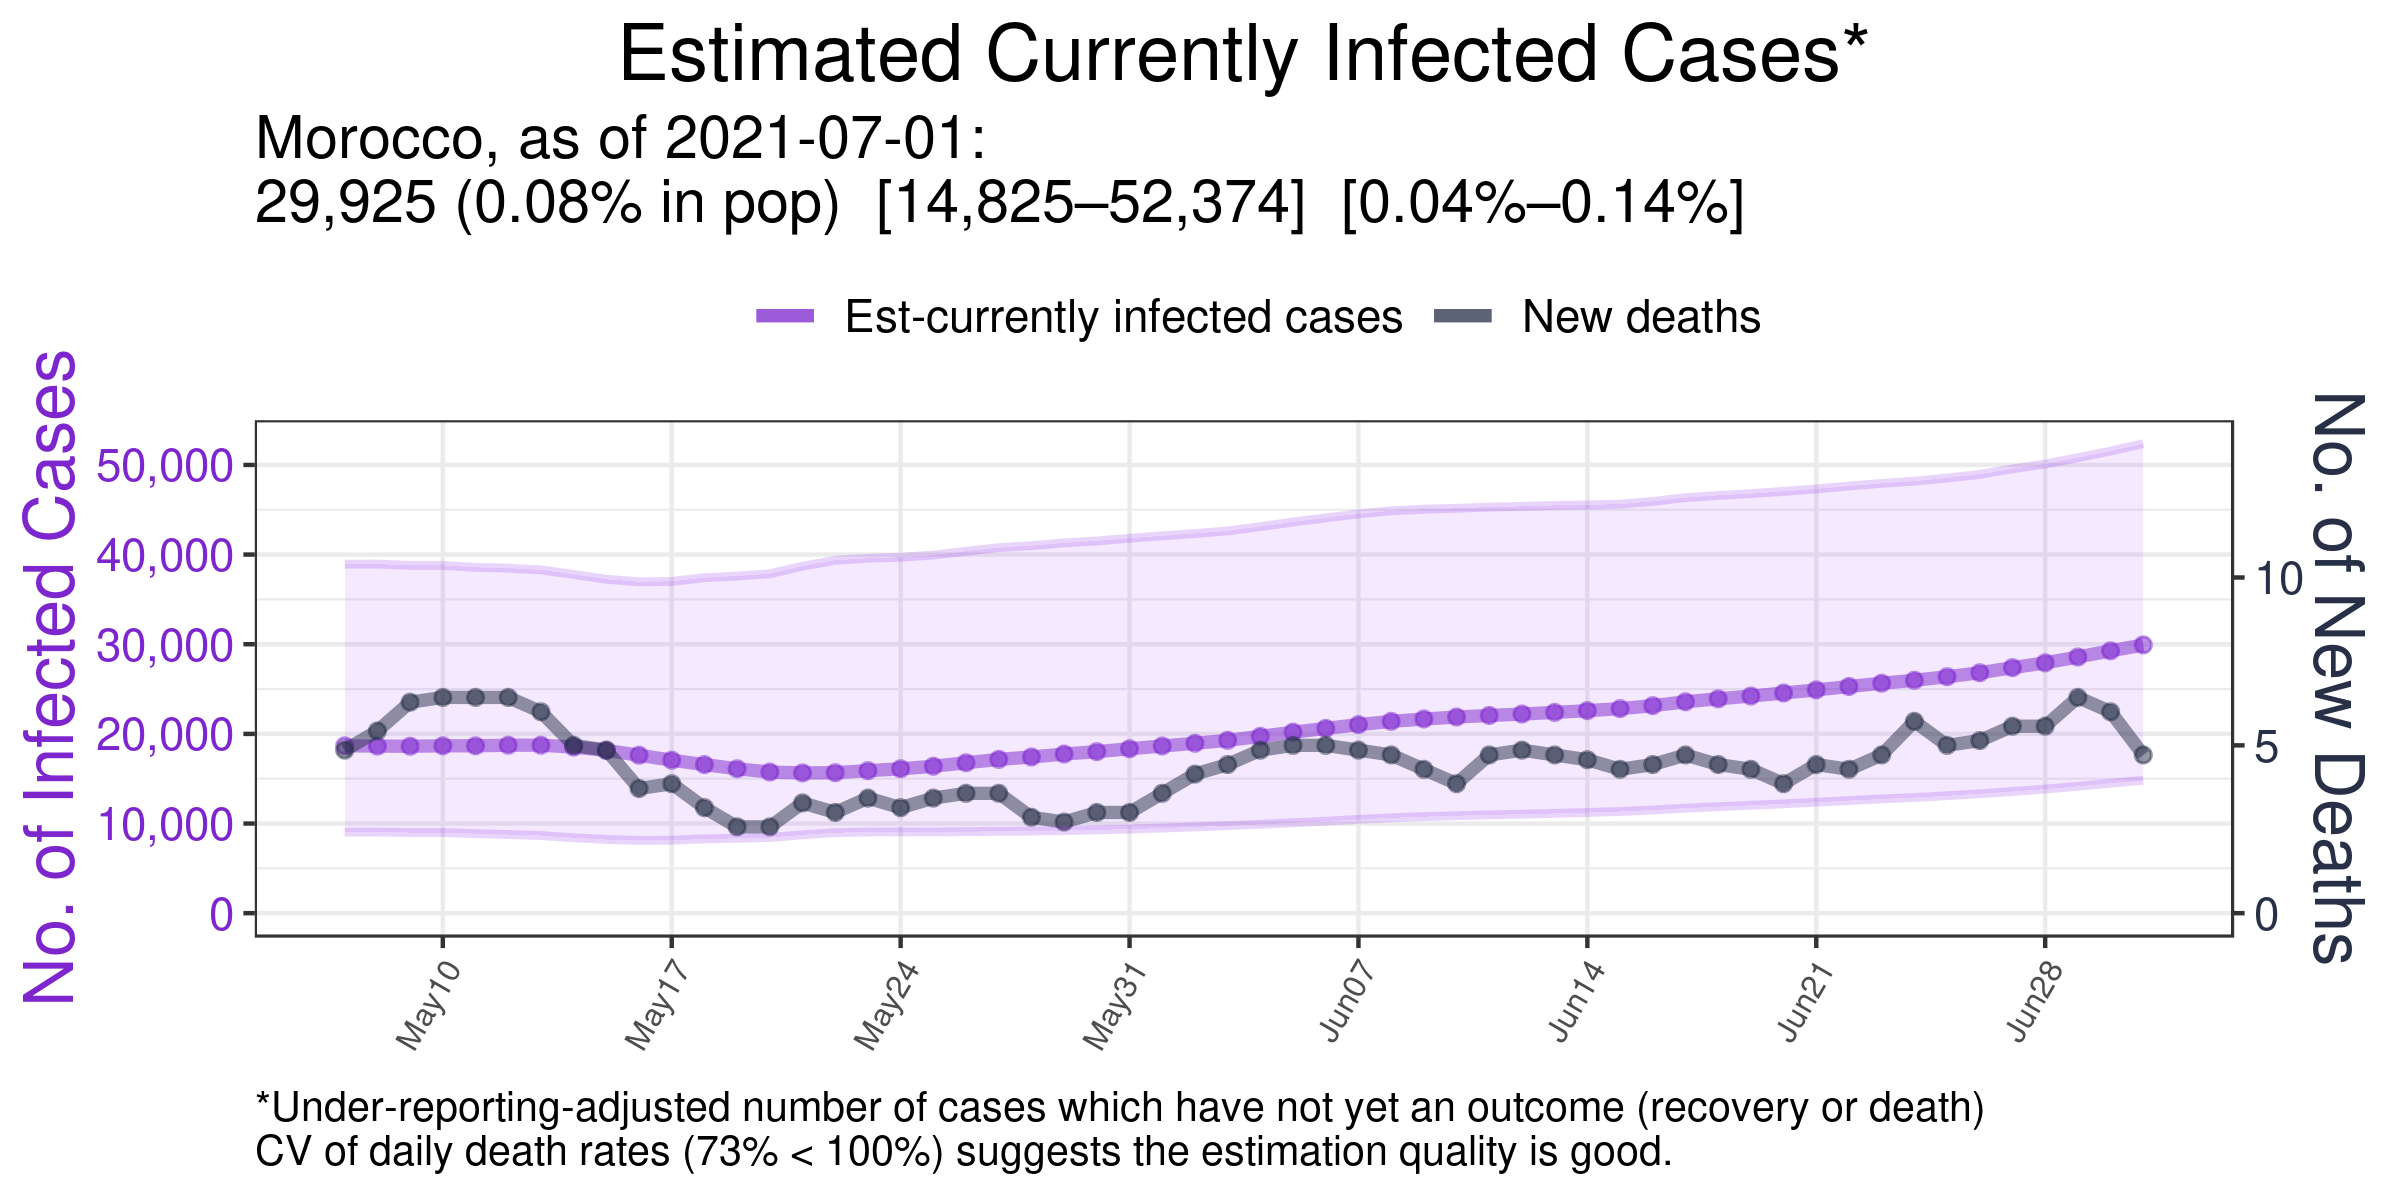 Estimated Currently Infected Cases*
Morocco, as of 2021-07-01:
29,925 (0.08% in pop)  [14,825–52,374]  [0.04%–0.14%]
Est-currently infected cases
New deaths
No. of Infected Cases
50,000
40,000
30,000
20,000
10,000
0
10
5
0
No. of New Deaths
May10
May17
May24
May31
Jun07
Jun14
Jun21
Jun28
*Under-reporting-adjusted number of cases which have not yet an outcome (recovery or death)
CV of daily death rates (73% < 100%) suggests the estimation quality is good.